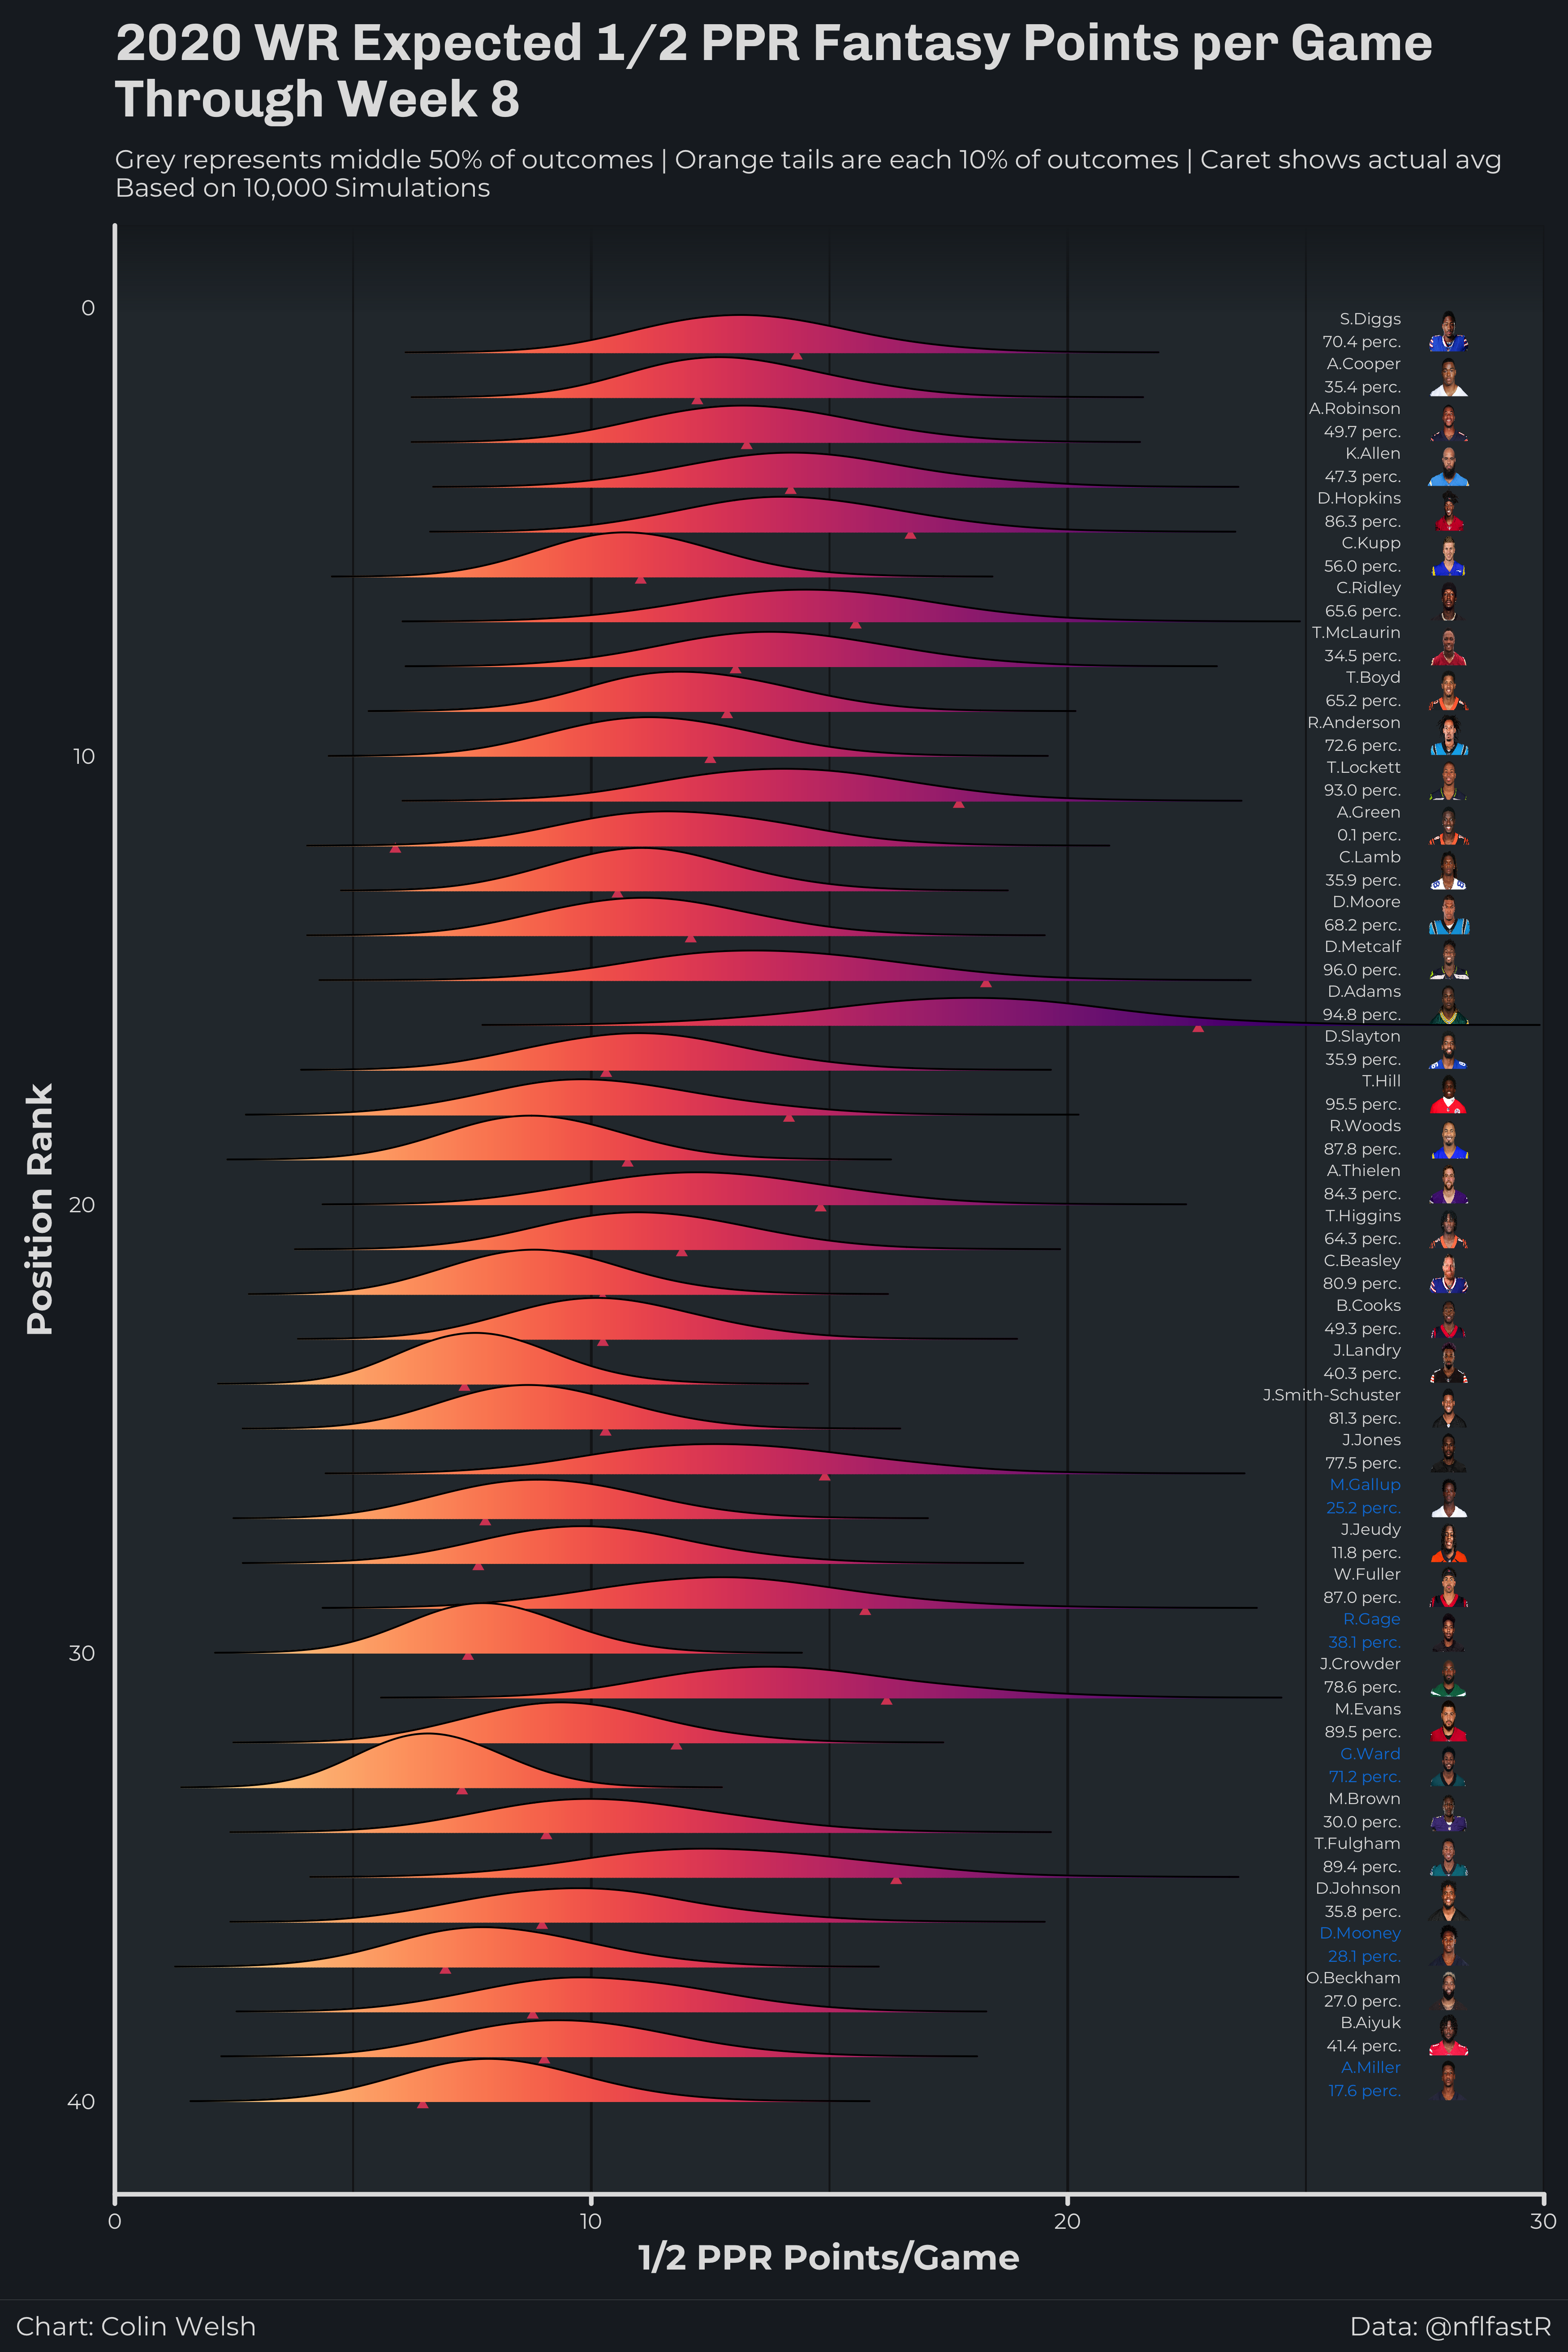 2020 WR Expected 1/2 PPR Fantasy Points per Game
Through Week 8
Grey represents middle 50% of outcomes | Orange tails are each 10% of outcomes | Caret shows actual avg
Based on 10,000 Simulations
Position Rank
0
10
20
30
40
S.Diggs
70.4 perc.
A.Cooper
35.4 perc.
A.Robinson
49.7 perc.
K.Allen
47.3 perc.
D.Hopkins
86.3 perc.
C.Kupp
56.0 perc.
C.Ridley
65.6 perc.
T.McLaurin
34.5 perc.
T.Boyd
65.2 perc.
R.Anderson
72.6 perc.
T.Lockett
93.0 perc.
A.Green
0.1 perc.
C.Lamb
35.9 perc.
D.Moore
68.2 perc.
D.Metcalf
96.0 perc.
D.Adams
94.8 perc.
D.Slayton
35.9 perc.
T.Hill
95.5 perc.
R.Woods
87.8 perc.
A.Thielen
84.3 perc.
T.Higgins
64.3 perc.
C.Beasley
80.9 perc.
B.Cooks
49.3 perc.
J.Landry
40.3 perc.
J.Smith-Schuster
81.3 perc.
J.Jones
77.5 perc.
M.Gallup
25.2 perc.
J.Jeudy
11.8 perc.
W.Fuller
87.0 perc.
R.Gage
38.1 perc.
J.Crowder
78.6 perc.
M.Evans
89.5 perc.
G.Ward
71.2 perc.
M.Brown
30.0 perc.
T.Fulgham
89.4 perc.
D.Johnson
35.8 perc.
D.Mooney
28.1 perc.
O.Beckham
27.0 perc.
B.Aiyuk
41.4 perc.
A.Miller
17.6 perc.
0
10
20
30
1/2 PPR Points/Game
Chart: Colin Welsh
Data: @nflfastR